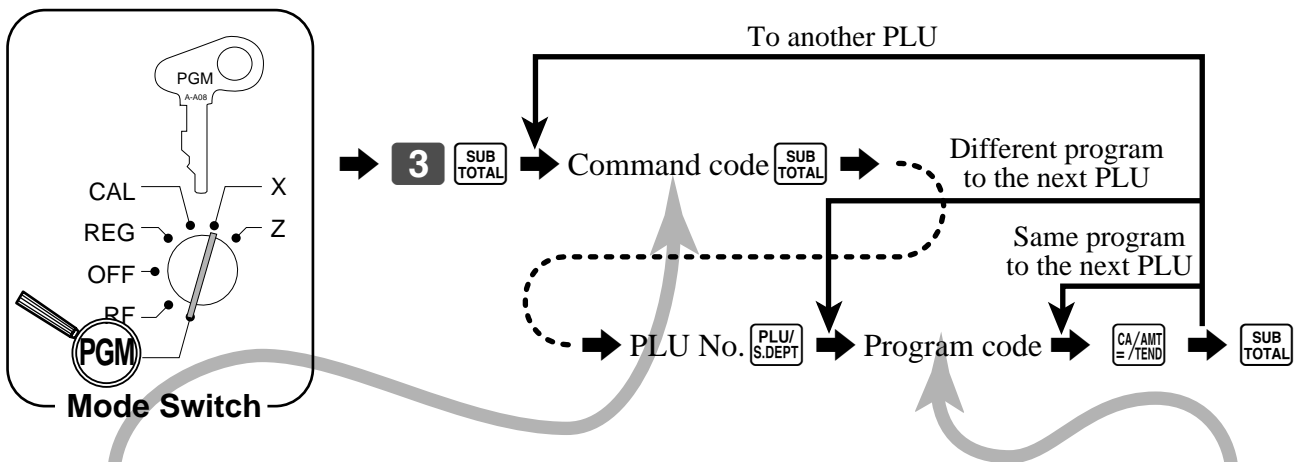 To another PLU
PGM
A-A08
3 SUB TOTAL Command code SUB TOTAL
Different program
to the next PLU
CAL X
REG Z
OFF
RF
Same program
to the next PLU
PGM
PLU No. PLU/ S.DEPT Program code CA/AMT = /TEND SUB TOTAL
Mode Switch